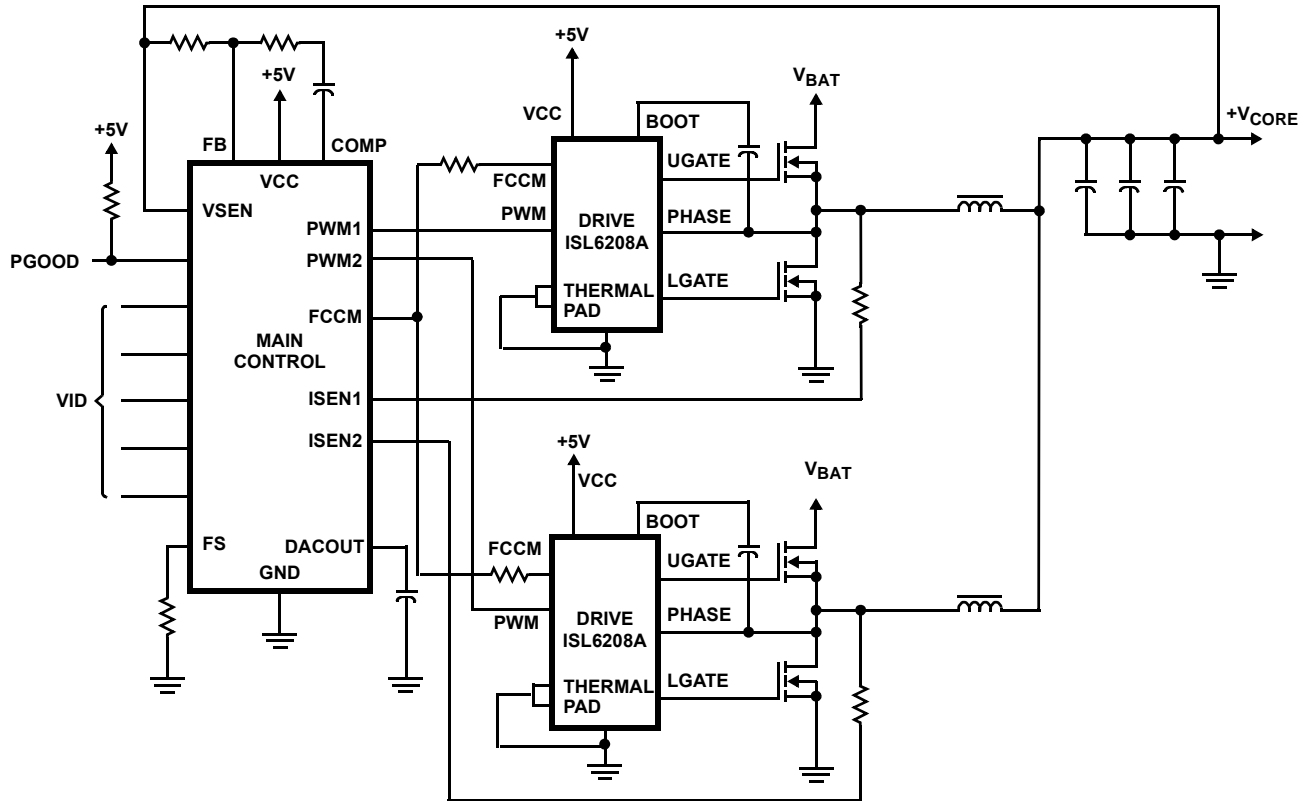 +5V
VCC
BOOT
VBAT
+VCORE
+5V
+5V
FB
COMP
UGATE
VCC
FCCM
VSEN
PWM
DRIVE
ISL6208A
PHASE
PWM1
PGOOD
PWM2
LGATE
THERMAL
PAD
FCCM
MAIN
CONTROL
VID
ISEN1
ISEN2
+5V
VCC
VBAT
BOOT
FS
DACOUT
FCCM
UGATE
GND
PWM
DRIVE
ISL6208A
PHASE
THERMAL
PAD
LGATE